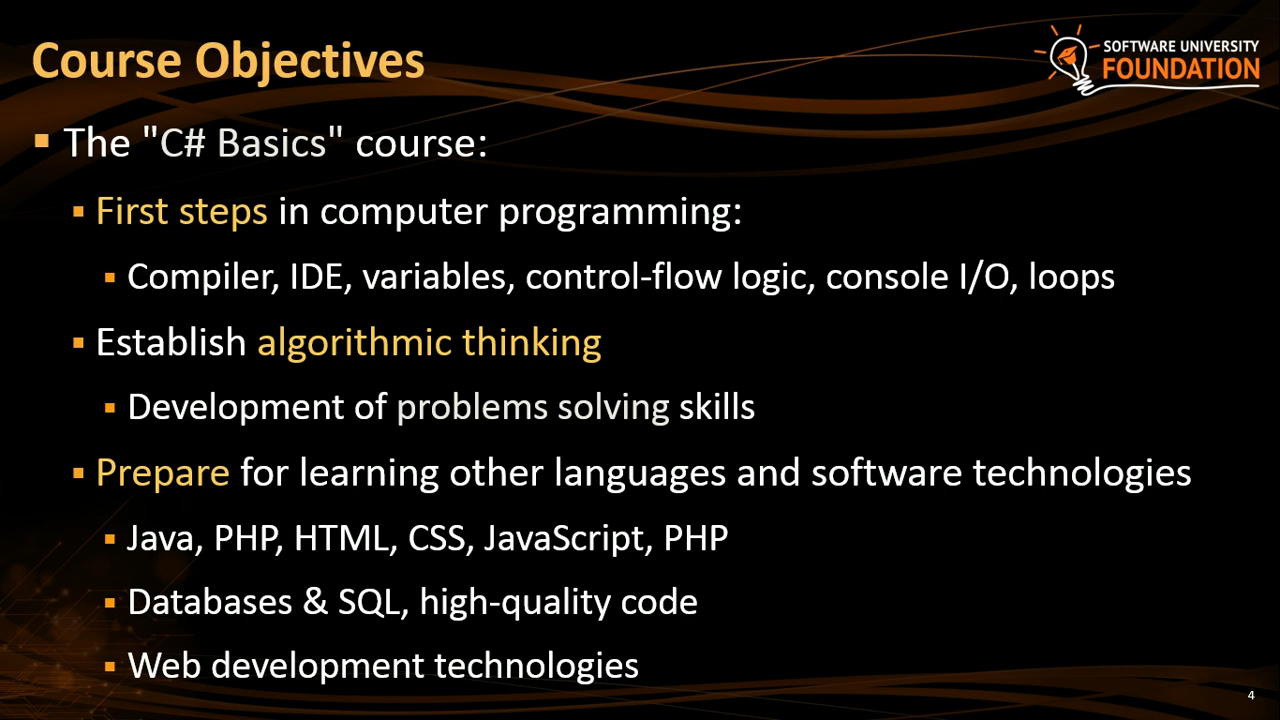 Course Objectives
SOFTWARE UNIVERSITY
FOUNDATION
▪ The "C# Basics" course:
▪ First steps in computer programming:
▪ Compiler, IDE, variables, control-flow logic, console I/O, loops
▪ Establish algorithmic thinking
▪ Development of problems solving skills
▪ Prepare for learning other languages and software technologies
▪ Java, PHP, HTML, CSS, JavaScript, PHP
▪ Databases & SQL, high-quality code
▪ Web development technologies
4